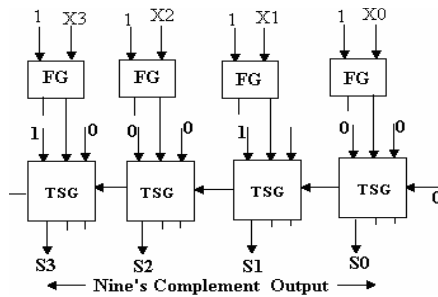 1 X3 1 X2 1 X1 1 X0
FG FG FG FG
1 0 0 0 1 0 0
TSG TSG TSG TSG 0
S3 S2 S1 S0
Nine's Complement Output